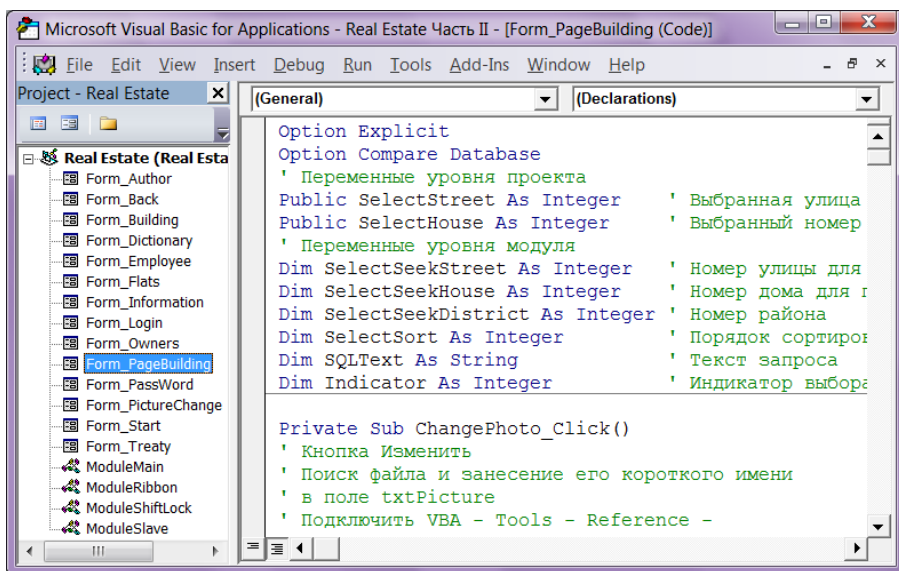 Microsoft Visual Basic for Applications - Real Estate Часть II - [Form_PageBuilding (Code)]
File Edit View Insert Debug Run Tools Add-Ins Window Help
Project - Real Estate
Real Estate (Real Esta
Form_Author
Form_Back
Form_Building
Form_Dictionary
Form_Employee
Form_Flats
Form_Information
Form_Login
Form_Owners
Form_PageBuilding
Form_PassWord
Form_PictureChange
Form_Start
Form_Treaty
ModuleMain
ModuleRibbon
ModuleShiftLock
ModuleSlave
(General) (Declarations)
Option Explicit
Option Compare Database
' Переменные уровня проекта
Public SelectStreet As Integer ' Выбранная улица
Public SelectHouse As Integer ' Выбранный номер
' Переменные уровня модуля
Dim SelectSeekStreet As Integer ' Номер улицы для
Dim SelectSeekHouse As Integer ' Номер дома для п
Dim SelectSeekDistrict As Integer ' Номер района
Dim SelectSort As Integer ' Порядок сортиров
Dim SQLText As String ' Текст запроса
Dim Indicator As Integer ' Индикатор выбора
Private Sub ChangePhoto_Click()
' Кнопка Изменить
' Поиск файла и занесение его короткого имени
' в поле txtPicture
' Подключить VBA - Tools - Reference -